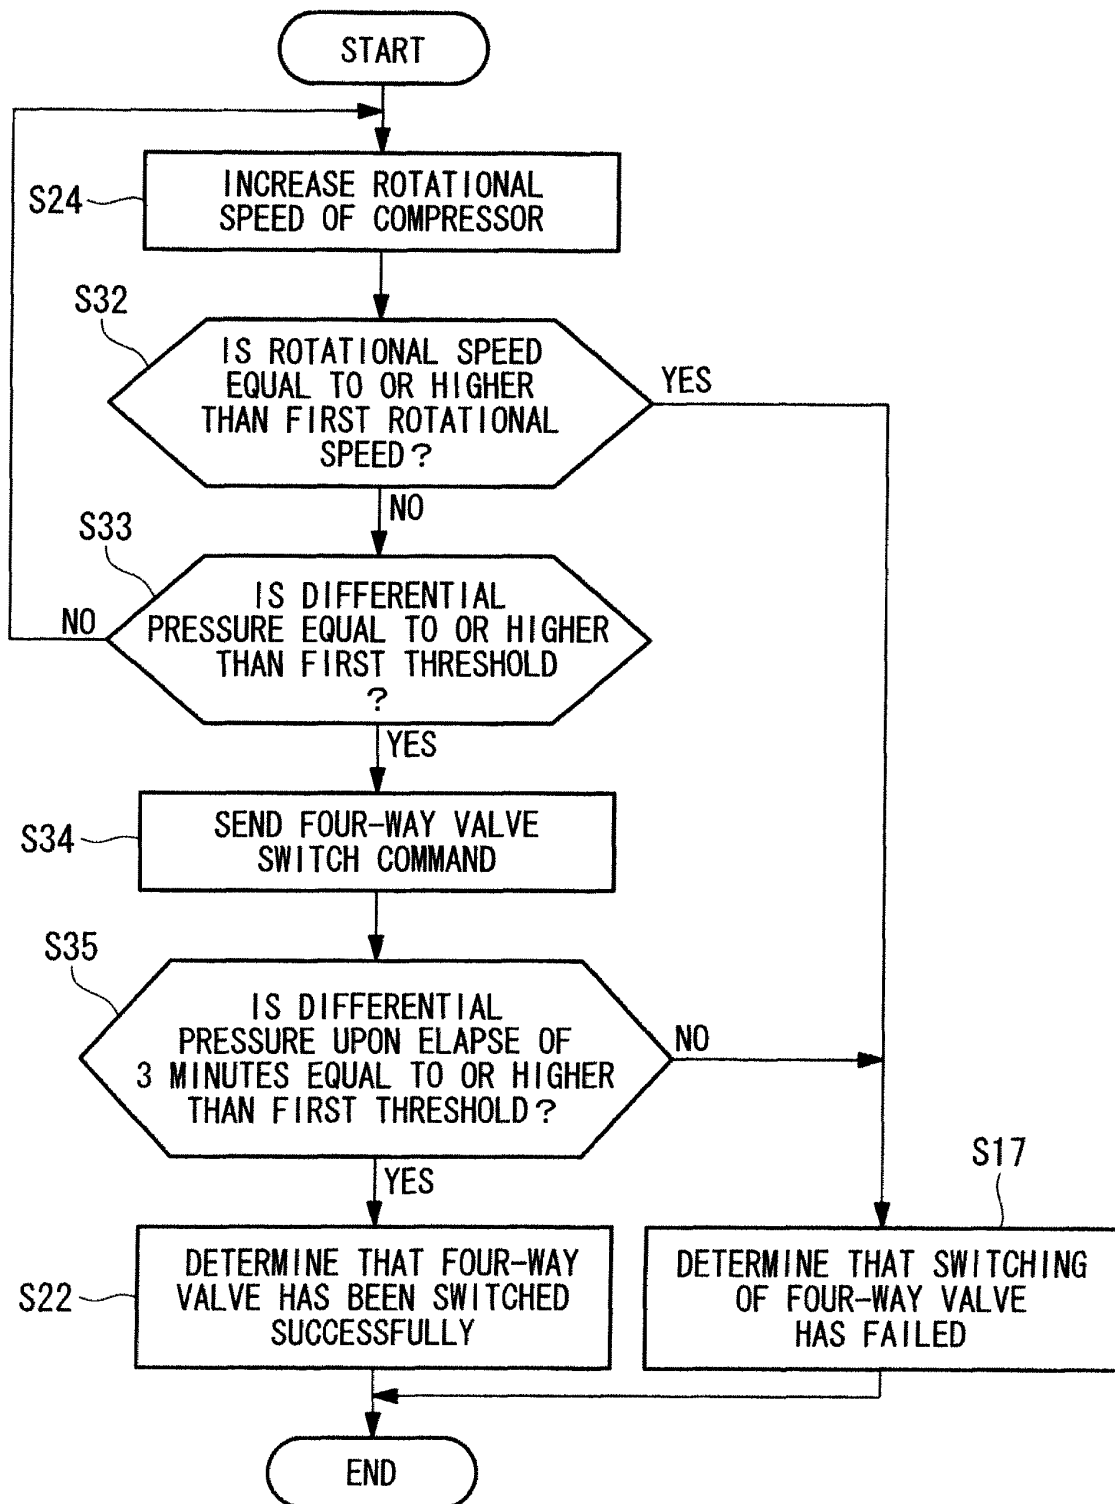 START
S24
INCREASE ROTATIONAL
SPEED OF COMPRESSOR
S32
IS ROTATIONAL SPEED
EQUAL TO OR HIGHER
THAN FIRST ROTATIONAL
SPEED?
YES
NO
S33
IS DIFFERENTIAL
PRESSURE EQUAL TO OR HIGHER
THAN FIRST THRESHOLD
?
NO
YES
S34
SEND FOUR-WAY VALVE
SWITCH COMMAND
S35
IS DIFFERENTIAL
PRESSURE UPON ELAPSE OF
3 MINUTES EQUAL TO OR HIGHER
THAN FIRST THRESHOLD?
NO
YES
S22
DETERMINE THAT FOUR-WAY
VALVE HAS BEEN SWITCHED
SUCCESSFULLY
S17
DETERMINE THAT SWITCHING
OF FOUR-WAY VALVE
HAS FAILED
END